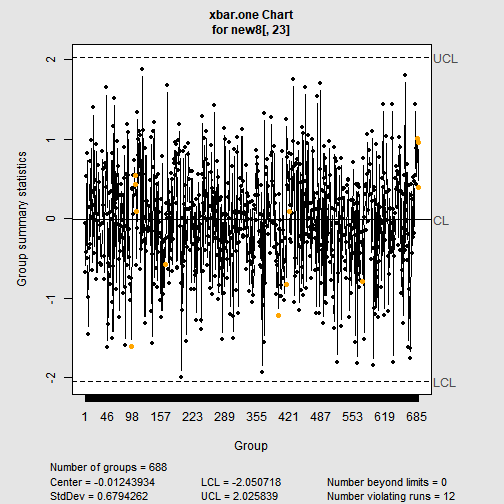 xbar.one Chart
for new8[, 23]
UCL
CL
LCL
Group summary statistics
2
1
0
-1
-2
1 46 98 157 223 289 355 421 487 553 619 685
Group
Number of groups = 688
Center = -0.01243934 LCL = -2.050718 Number beyond limits = 0
StdDev = 0.6794262 UCL = 2.025839 Number violating runs = 12